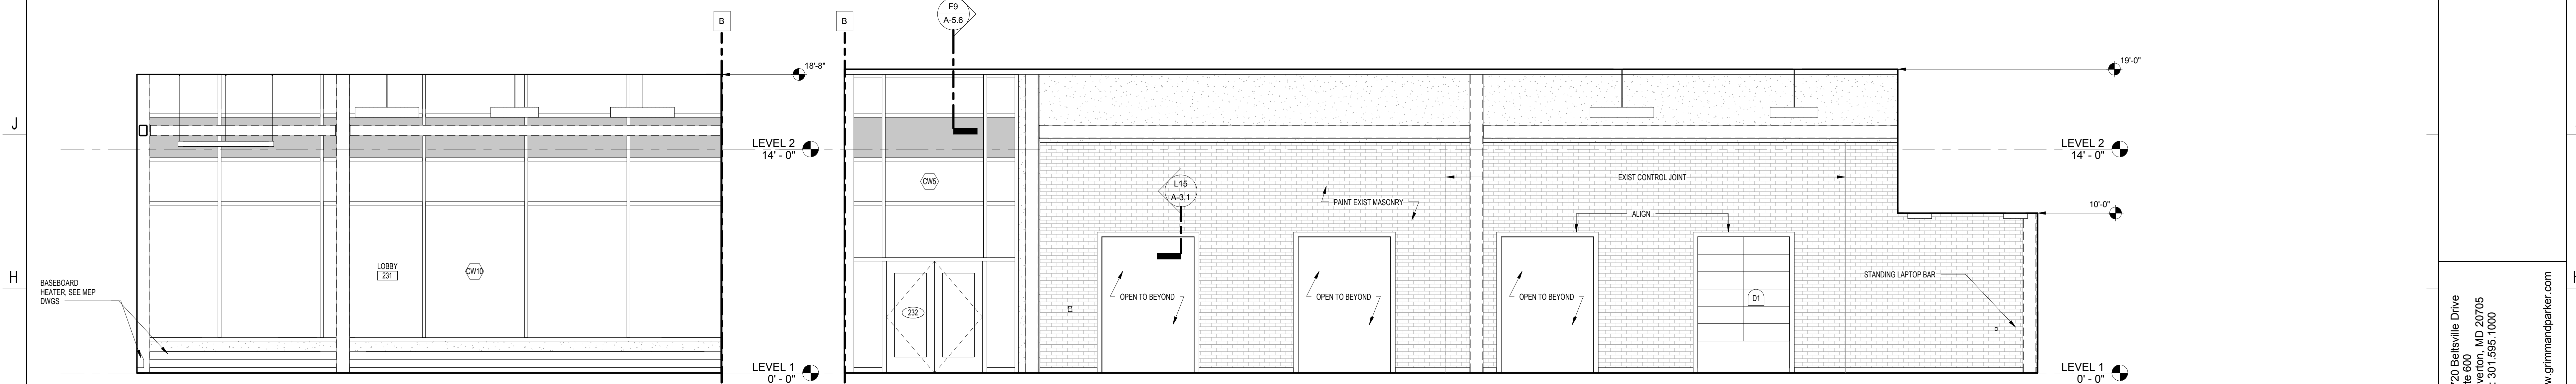 F9
A-5.6
B
B
18'-8"
19'-0"
J
LEVEL 2
14' - 0"
LEVEL 2
14' - 0"
CW5
L15
A-3.1
EXIST CONTROL JOINT
PAINT EXIST MASONRY
ALIGN
10'-0"
H
LOBBY
231
CW10
BASEBOARD
HEATER, SEE MEP
DWGS
232
OPEN TO BEYOND
OPEN TO BEYOND
OPEN TO BEYOND
D1
STANDING LAPTOP BAR
LEVEL 1
0' - 0"
LEVEL 1
0' - 0"
720 Beltsville Drive
te 600
verton, MD 20705
: 301.595.1000
w.grimmandparker.com